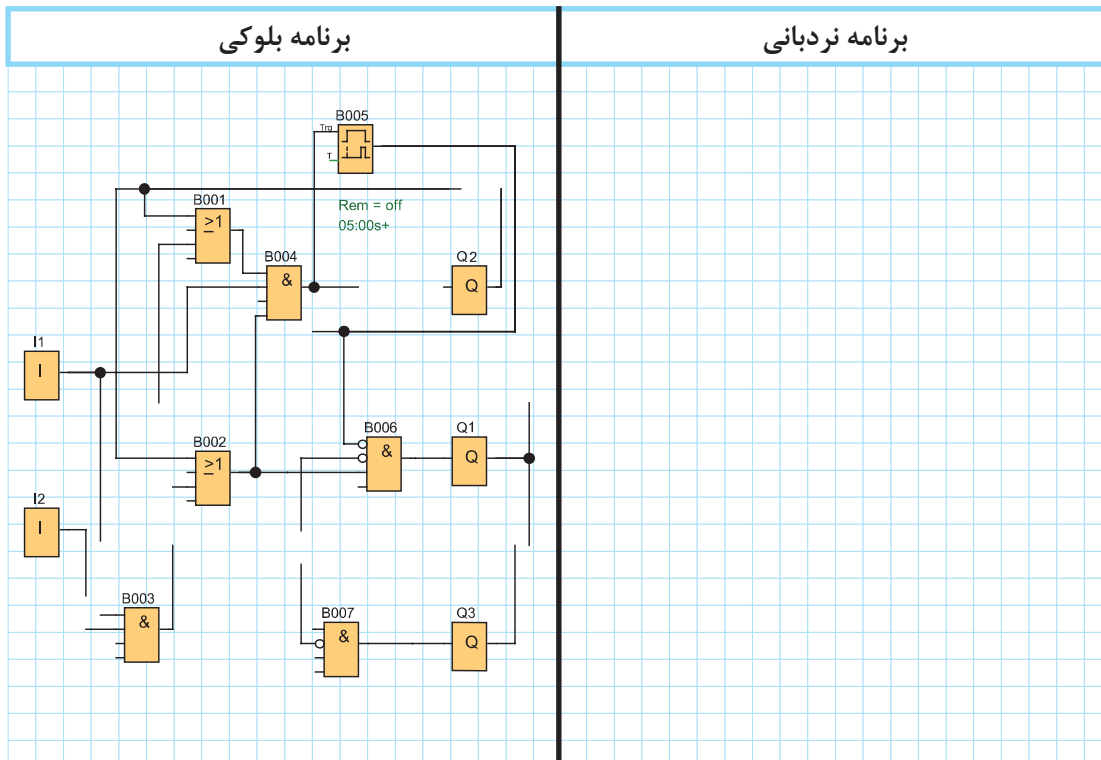 برنامه نردبانی
برنامه بلوکی
B005
Trg
T
Rem = off
05:00s+
B001
≥1
B004
&
Q2
Q
I1
I
B002
≥1
B006
&
Q1
Q
I2
I
B003
&
B007
&
Q3
Q